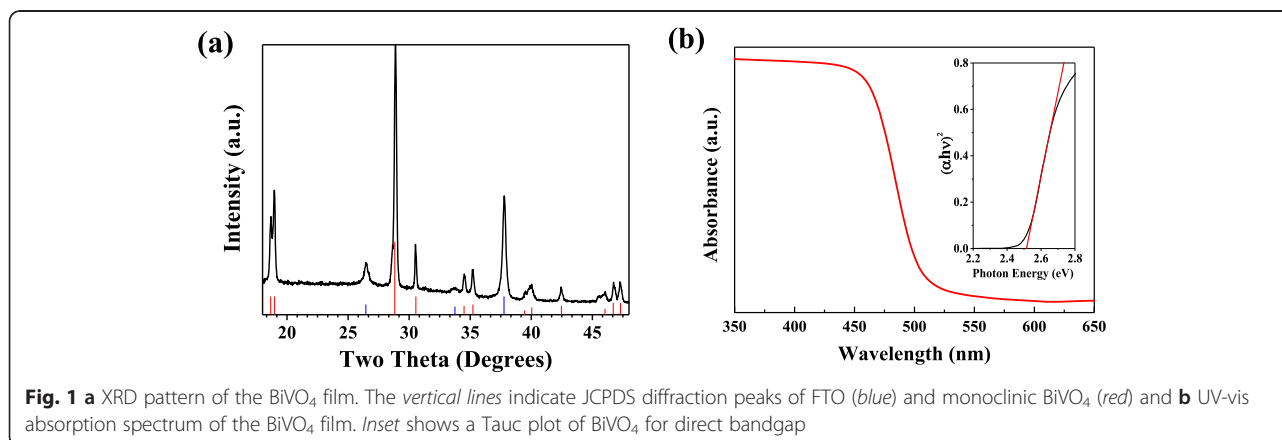 (a)
Intensity (a.u.)
20 25 30 35 40 45
Two Theta (Degrees)
(b)
Absorbance (a.u.)
350 400 450 500 550 600 650
Wavelength (nm)
(αhν)²
0.8
0.6
0.4
0.2
0.0
2.2 2.4 2.6 2.8
Photon Energy (eV)
Fig. 1 a XRD pattern of the BiVO₄ film. The vertical lines indicate JCPDS diffraction peaks of FTO (blue) and monoclinic BiVO₄ (red) and b UV-vis
absorption spectrum of the BiVO₄ film. Inset shows a Tauc plot of BiVO₄ for direct bandgap